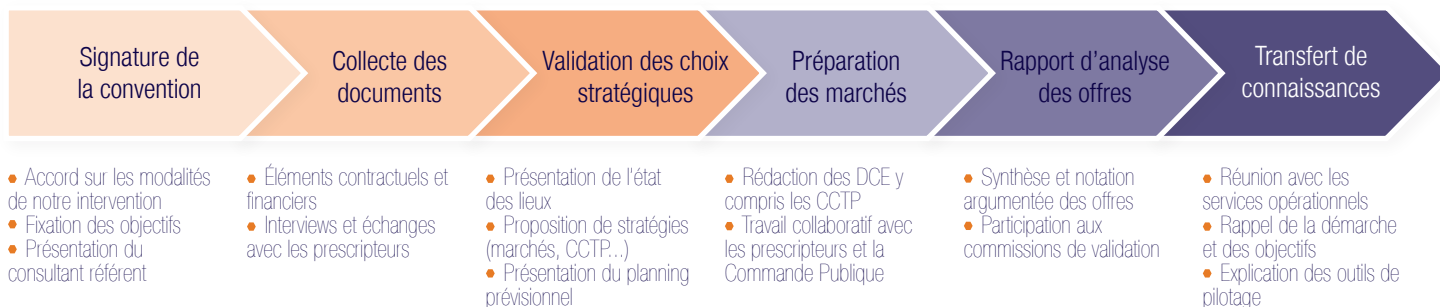 Signature de
la convention
Collecte des
documents
Validation des choix
stratégiques
Préparation
des marchés
Rapport d'analyse
des offres
Transfert de
connaissances
• Accord sur les modalités
de notre intervention
• Fixation des objectifs
• Présentation du
consultant référent
• Éléments contractuels et
financiers
• Interviews et échanges
avec les prescripteurs
• Présentation de l'état
des lieux
• Proposition de stratégies
(marchés, CCTP...)
• Présentation du planning
prévisionnel
• Rédaction des DCE y
compris les CCTP
• Travail collaboratif avec
les prescripteurs et la
Commande Publique
• Synthèse et notation
argumentée des offres
• Participation aux
commissions de validation
• Réunion avec les
services opérationnels
• Rappel de la démarche
et des objectifs
• Explication des outils de
pilotage